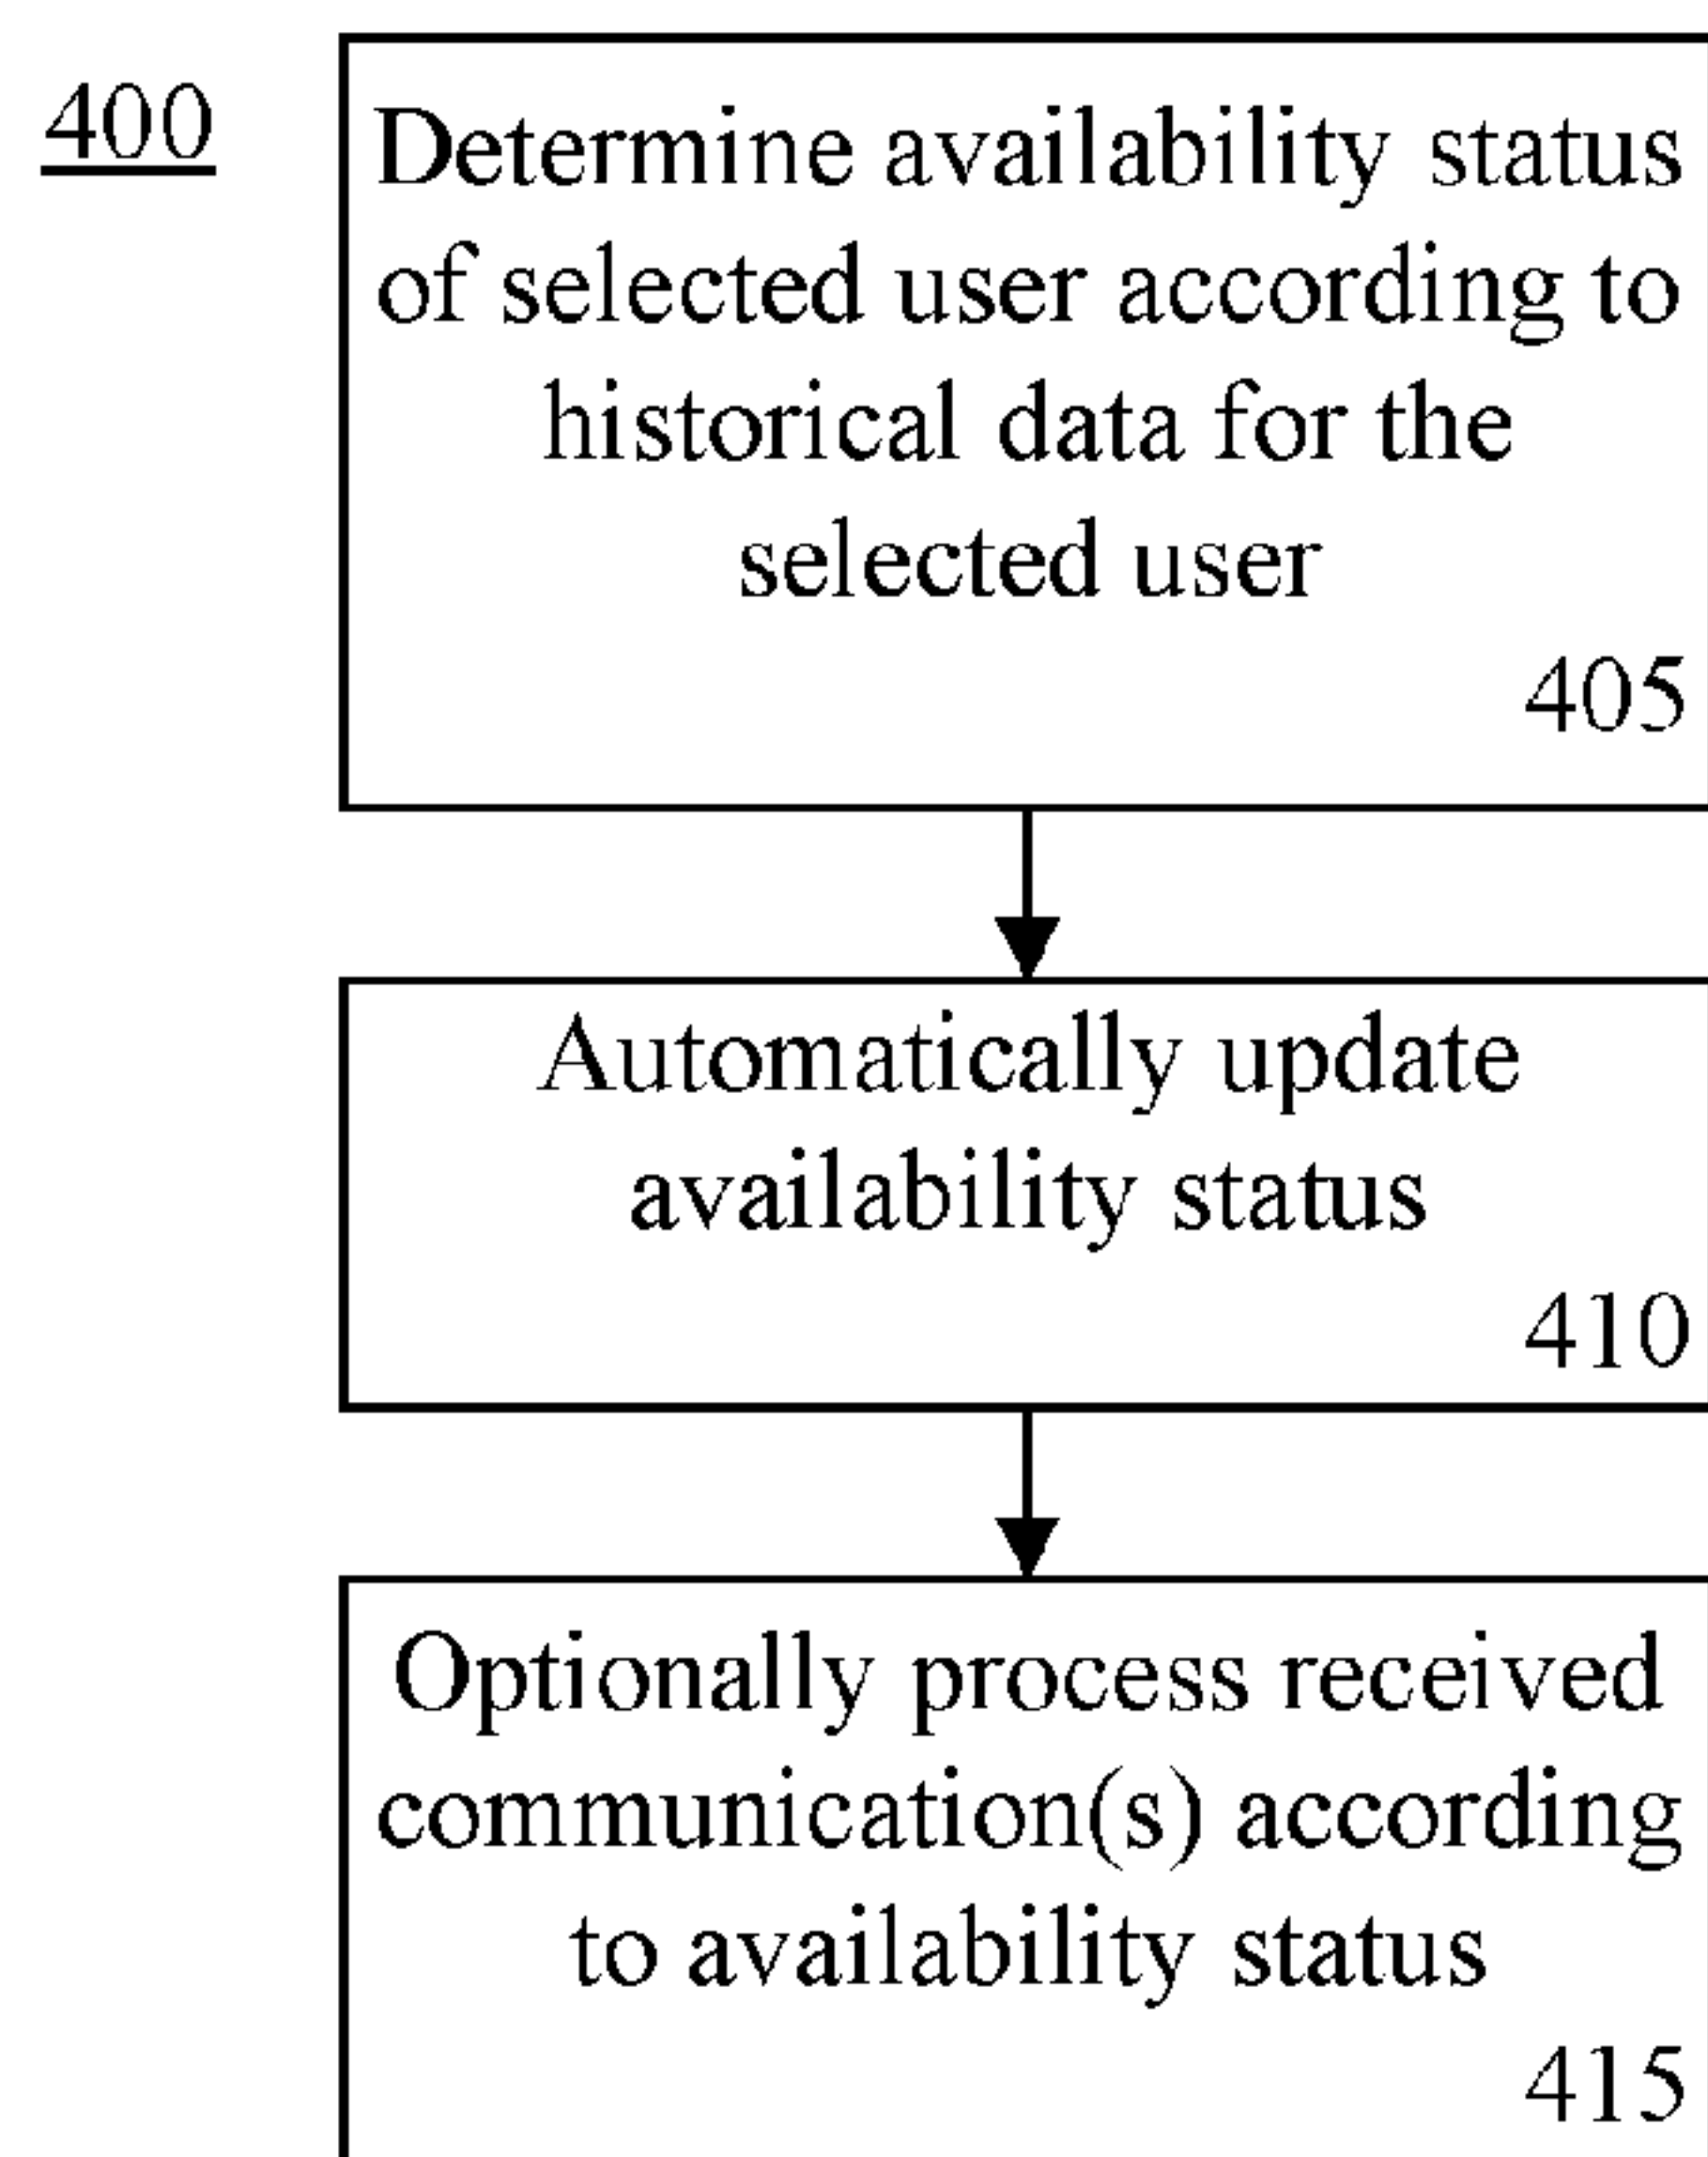 400
Determine availability status
of selected user according to
historical data for the
selected user
405
Automatically update
availability status
410
Optionally process received
communication(s) according
to availability status
415